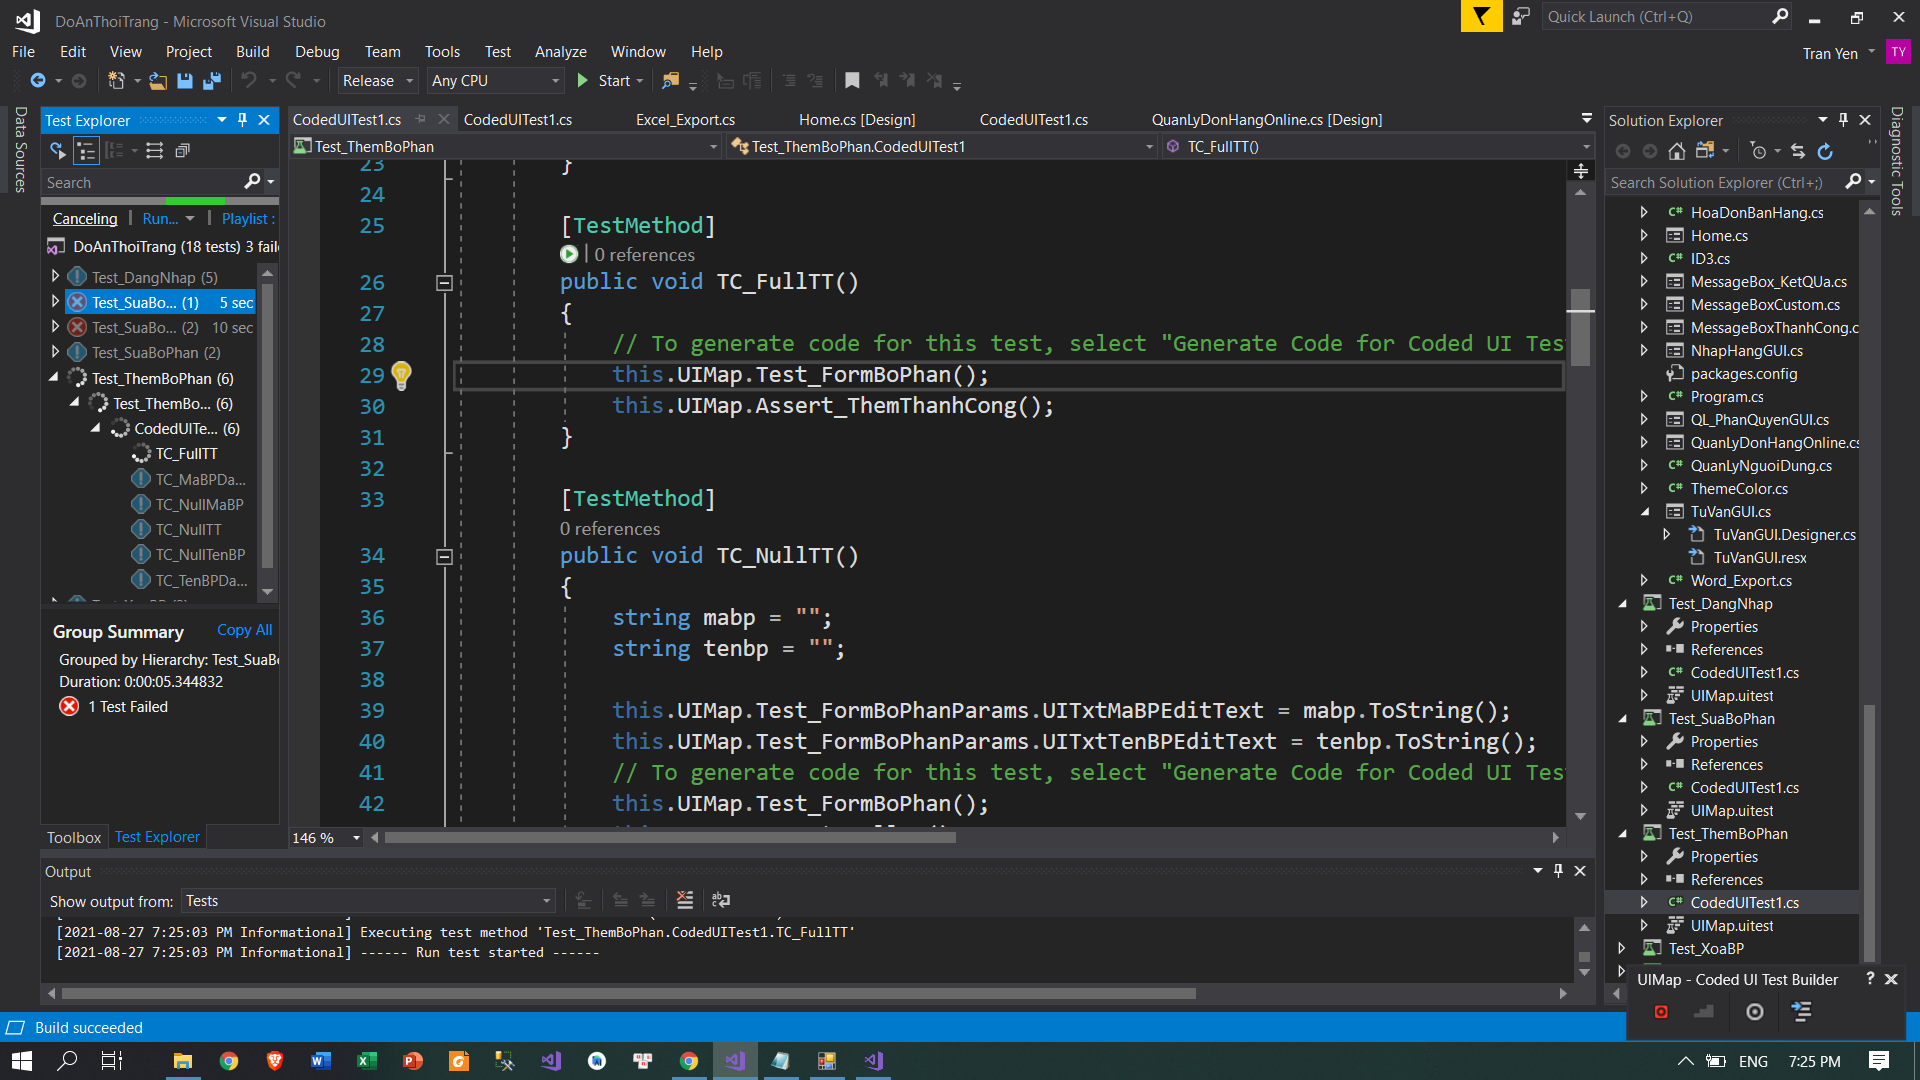 DoAnThoiTrang - Microsoft Visual Studio
Quick Launch (Ctrl+Q)
File Edit View Project Build Debug Team Tools Test Analyze Window Help
Tran Yen TY
Release Any CPU Start
Data Sources
Test Explorer
Search
Canceling | Run... | Playlist :
DoAnThoiTrang (18 tests) 3 faile
Test_DangNhap (5)
Test_SuaBo... (1) 5 sec
Test_SuaBo... (2) 10 sec
Test_SuaBoPhan (2)
Test_ThemBoPhan (6)
Test_ThemBo... (6)
CodedUITe... (6)
TC_FullTT
TC_MaBPDa...
TC_NullMaBP
TC_NullTT
TC_NullTenBP
TC_TenBPDa...
Group Summary Copy All
Grouped by Hierarchy: Test_SuaB
Duration: 0:00:05.344832
1 Test Failed
Toolbox Test Explorer
CodedUITest1.cs CodedUITest1.cs Excel_Export.cs Home.cs [Design] CodedUITest1.cs QuanLyDonHangOnline.cs [Design]
Test_ThemBoPhan Test_ThemBoPhan.CodedUITest1 TC_FullTT()
23 }
24
25 [TestMethod]
| 0 references
26 public void TC_FullTT()
27 {
28 // To generate code for this test, select "Generate Code for Coded UI Tes
29 this.UIMap.Test_FormBoPhan();
30 this.UIMap.Assert_ThemThanhCong();
31 }
32
33 [TestMethod]
0 references
34 public void TC_NullTT()
35 {
36 string mabp = "";
37 string tenbp = "";
38
39 this.UIMap.Test_FormBoPhanParams.UITxtMaBPEditText = mabp.ToString();
40 this.UIMap.Test_FormBoPhanParams.UITxtTenBPEditText = tenbp.ToString();
41 // To generate code for this test, select "Generate Code for Coded UI Tes
42 this.UIMap.Test_FormBoPhan();
146 %
Output
Show output from: Tests
[2021-08-27 7:25:03 PM Informational] Executing test method 'Test_ThemBoPhan.CodedUITest1.TC_FullTT'
[2021-08-27 7:25:03 PM Informational] ------ Run test started ------
Solution Explorer
Search Solution Explorer (Ctrl+;)
HoaDonBanHang.cs
Home.cs
ID3.cs
MessageBox_KetQUa.cs
MessageBoxCustom.cs
MessageBoxThanhCong.c
NhapHangGUI.cs
packages.config
Program.cs
QL_PhanQuyenGUI.cs
QuanLyDonHangOnline.cs
QuanLyNguoiDung.cs
ThemeColor.cs
TuVanGUI.cs
TuVanGUI.Designer.cs
TuVanGUI.resx
Word_Export.cs
Test_DangNhap
Properties
References
CodedUITest1.cs
UIMap.uitest
Test_SuaBoPhan
Properties
References
CodedUITest1.cs
UIMap.uitest
Test_ThemBoPhan
Properties
References
CodedUITest1.cs
UIMap.uitest
Test_XoaBP
Diagnostic Tools
UIMap - Coded UI Test Builder ?
Build succeeded
ENG 7:25 PM